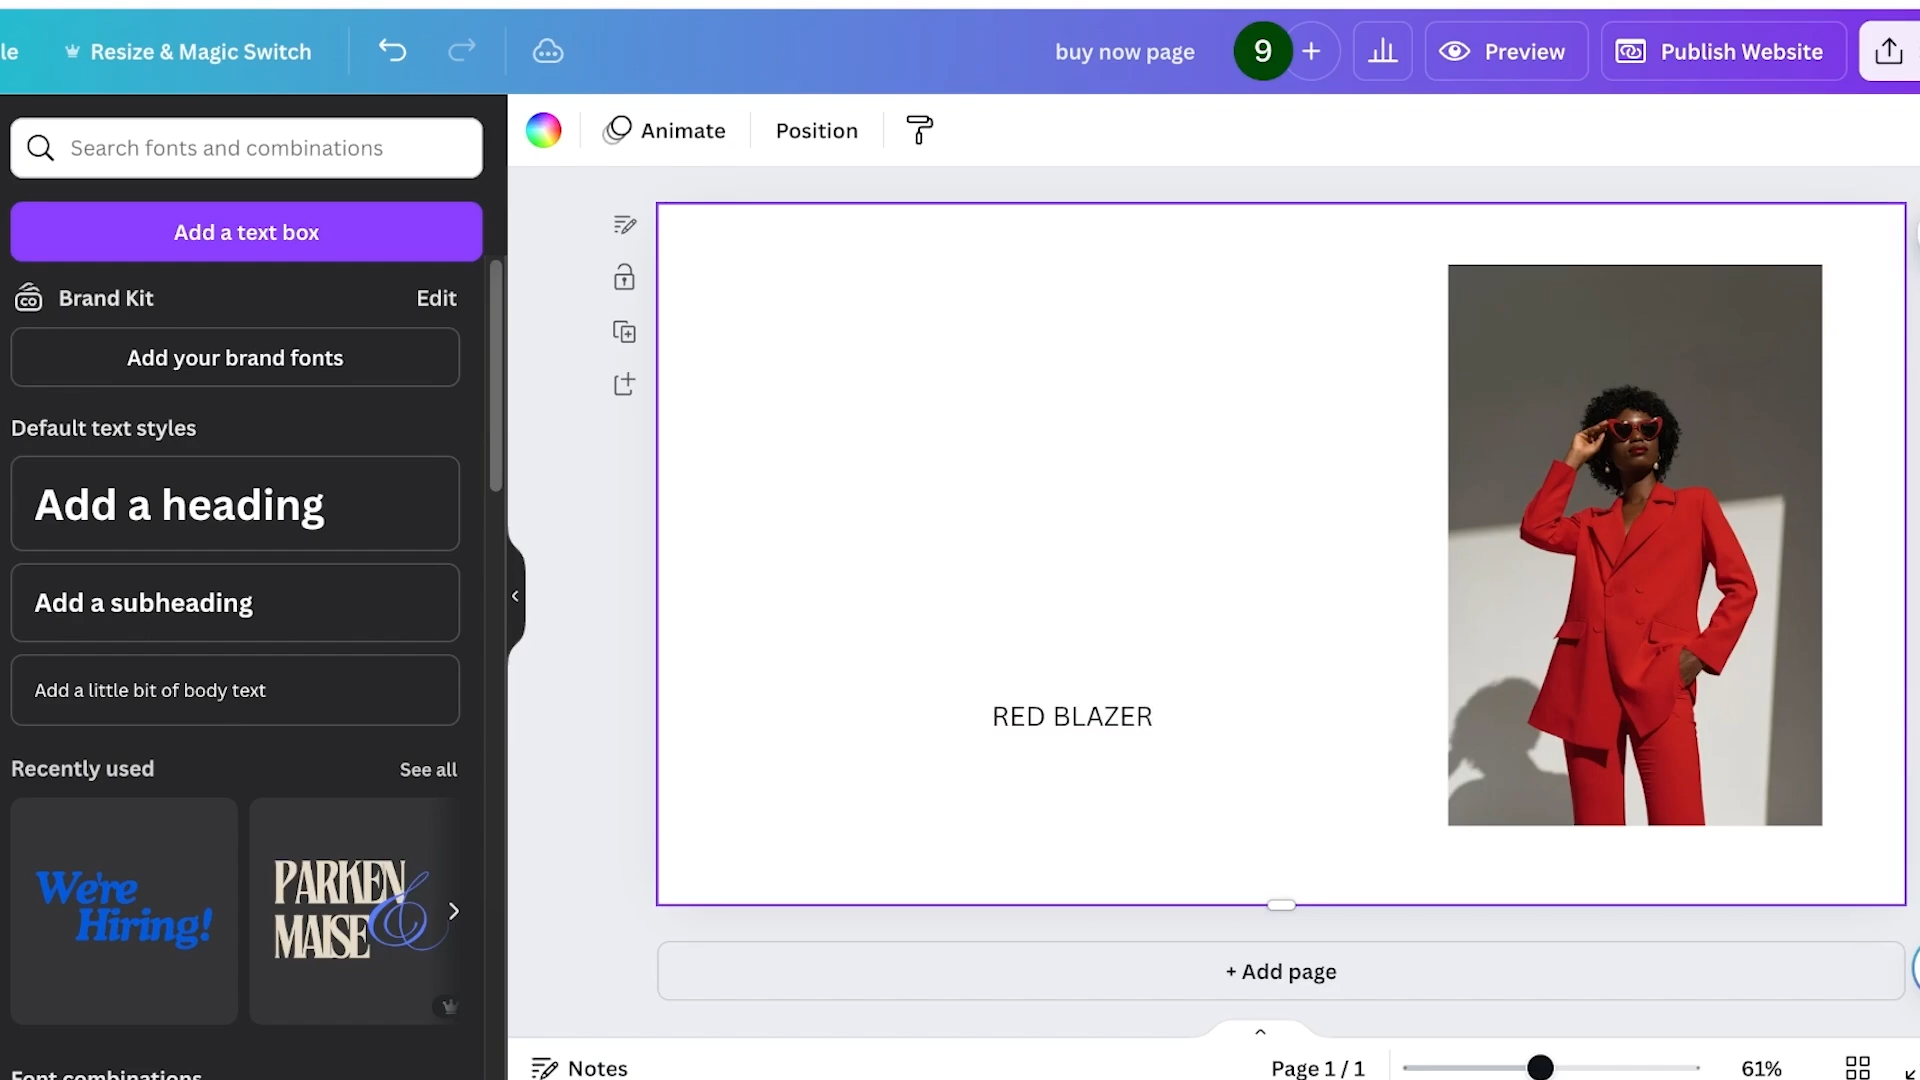 le
Resize & Magic Switch
buy now page
9
Preview
Publish Website
Search fonts and combinations
Animate
Position
Add a text box
Brand Kit
Edit
Add your brand fonts
Default text styles
Add a heading
Add a subheading
Add a little bit of body text
Recently used
See all
We're
Hiring!
PARKEN
&
MAISE
Font combinations
RED BLAZER
+ Add page
Notes
Page 1 / 1
61%